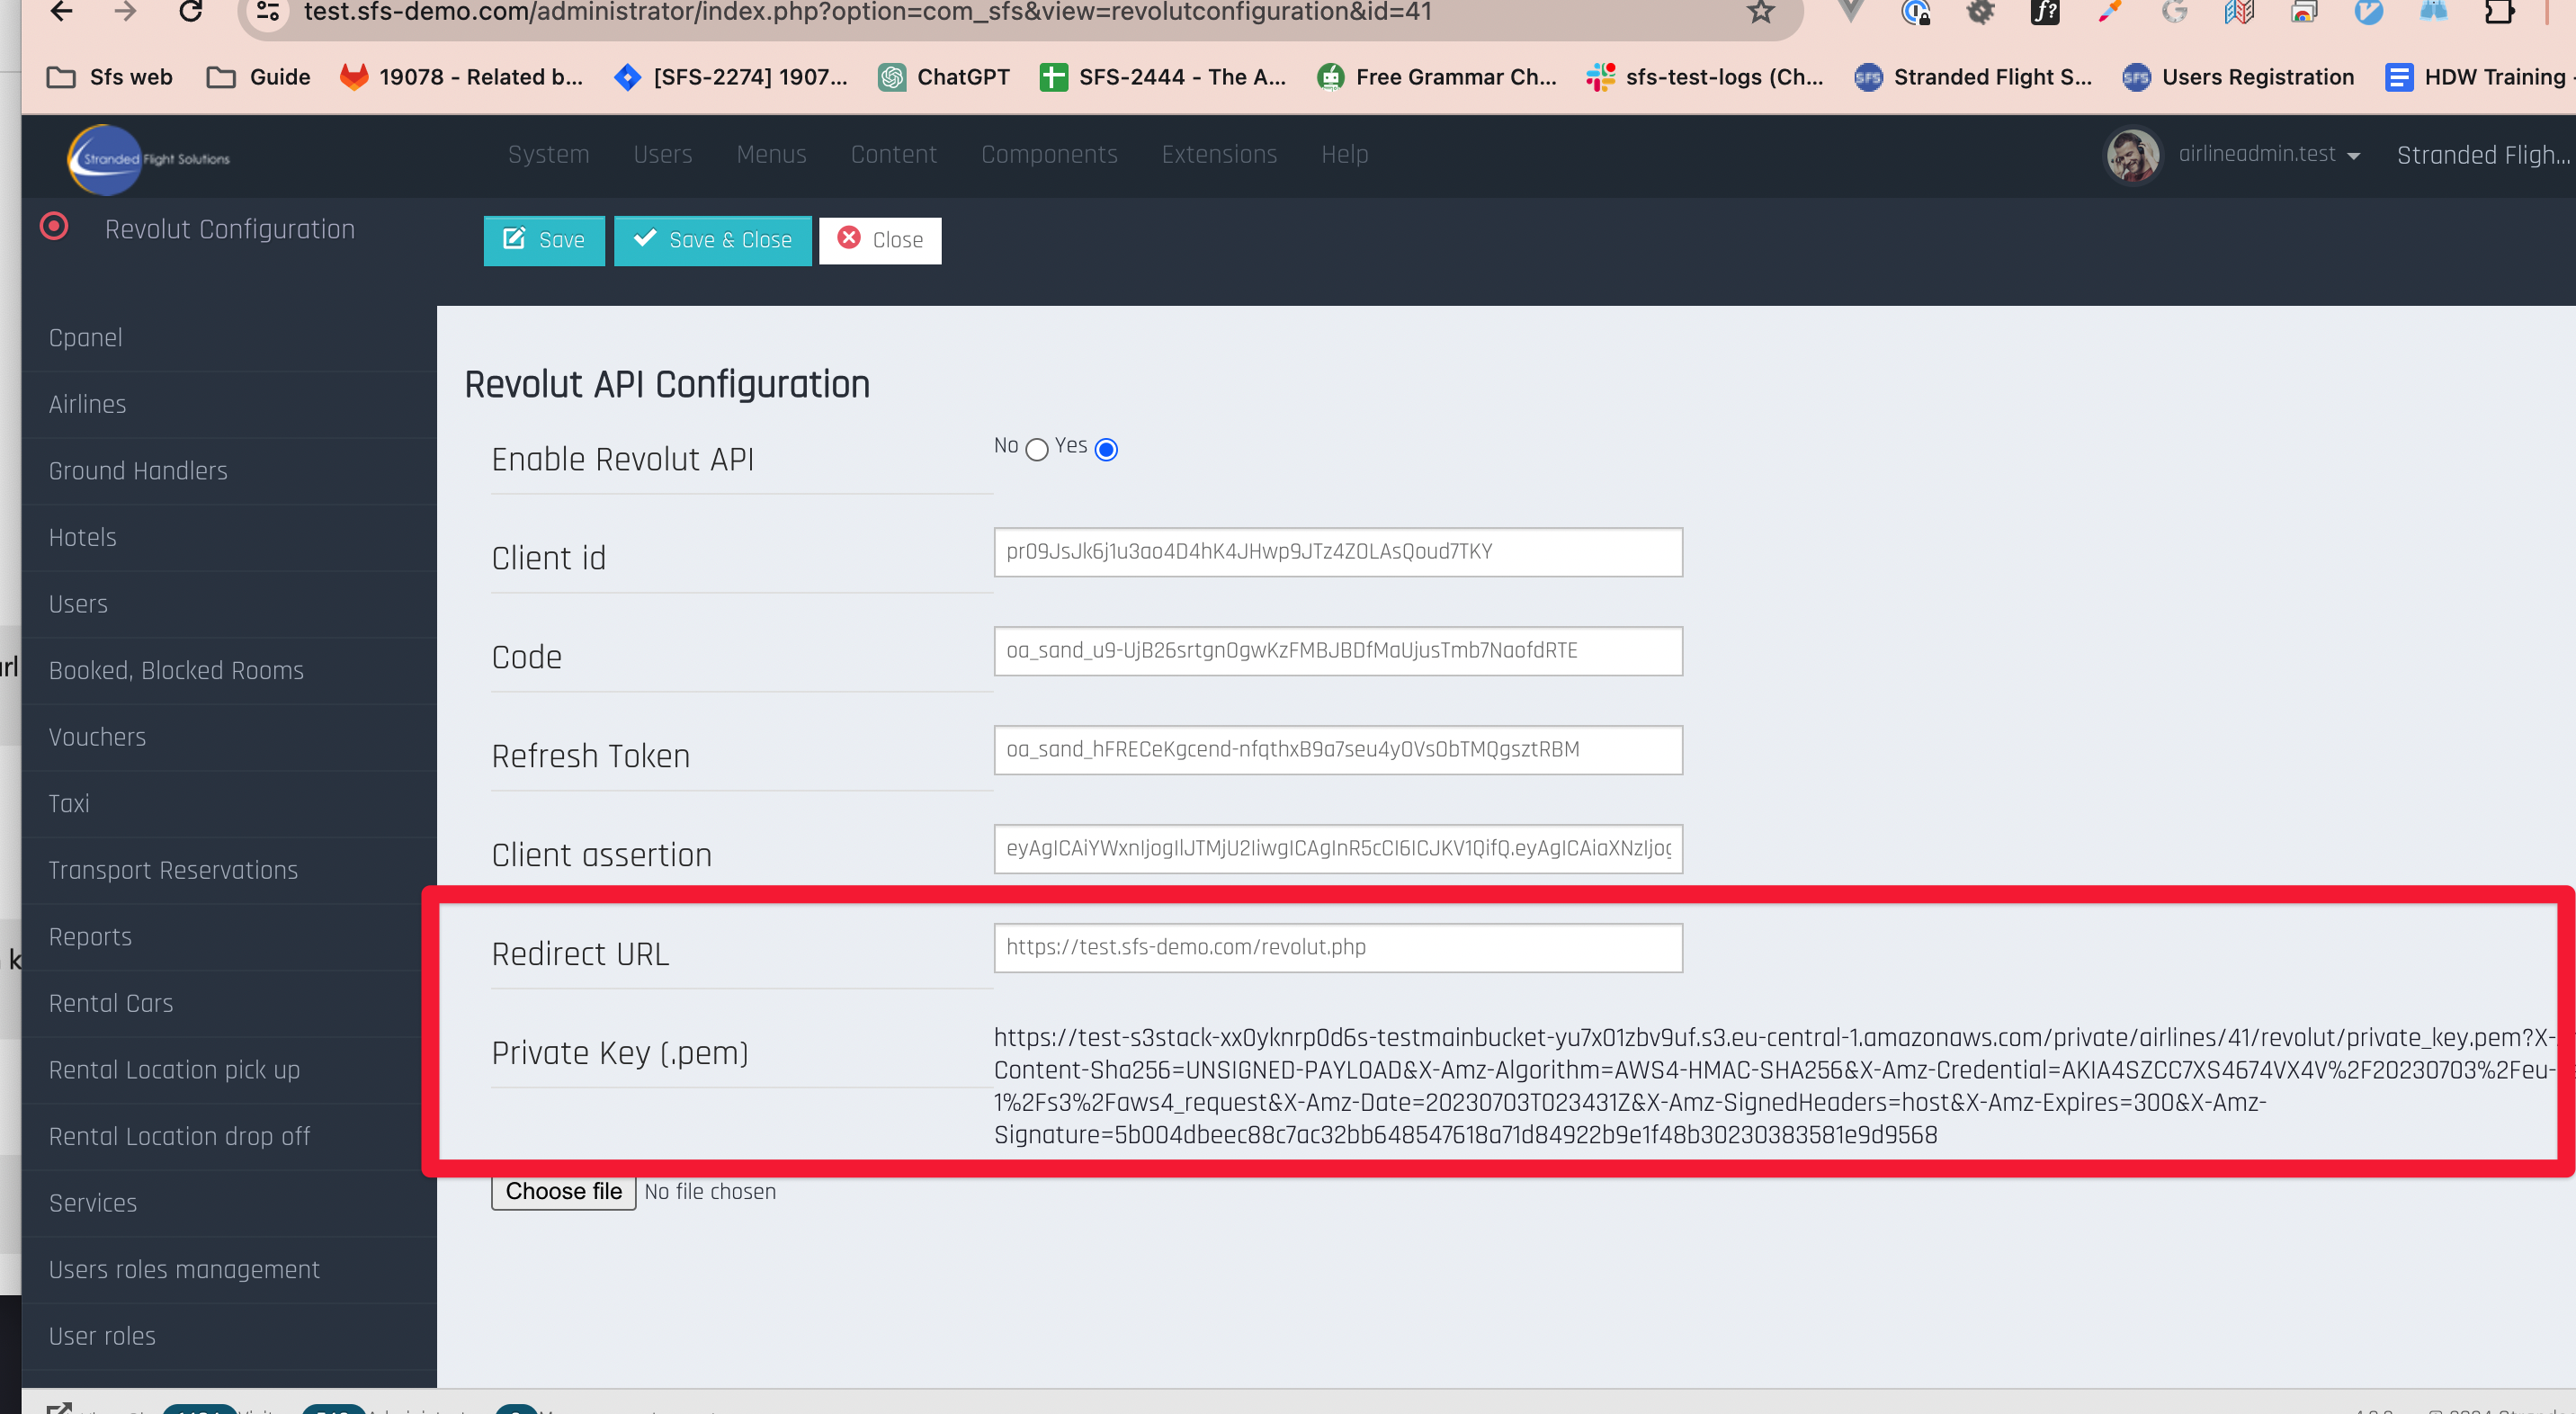 test.sfs-demo.com/administrator/index.php?option=com_sfs&view=revolutconfiguration&id=41
Sfs web Guide 19078 - Related b... [SFS-2274] 1907... ChatGPT SFS-2444 - The A... Free Grammar Ch... sfs-test-logs (Ch... Stranded Flight S... Users Registration HDW Training
Stranded Flight Solutions System Users Menus Content Components Extensions Help airlineadmin.test Stranded Fligh...
Revolut Configuration Save Save & Close Close
Cpanel
Revolut API Configuration
Airlines
Enable Revolut API No Yes
Ground Handlers
Hotels
Client id pr09JsJk6j1u3ao4D4hK4JHwp9JTz4Z0LAsQoud7TKY
Users
Code oa_sand_u9-UjB26srtgn0gwKzFMBJBDfMaUjusTmb7NaofdRTE
Booked, Blocked Rooms
Vouchers
Refresh Token oa_sand_hFRECeKgcend-nfqthxB9a7seu4y0Vs0bTMQgsztRBM
Taxi
Client assertion eyAgICAiYWxnIjogIlJTMjU2IiwgICAgInR5cCI6ICJKV1QifQ.eyAgICAiaXNzIjog
Transport Reservations
Reports
Redirect URL https://test.sfs-demo.com/revolut.php
Rental Cars
Private Key (.pem) https://test-s3stack-xx0yknrp0d6s-testmainbucket-yu7x01zbv9uf.s3.eu-central-1.amazonaws.com/private/airlines/41/revolut/private_key.pem?X-
Content-Sha256=UNSIGNED-PAYLOAD&X-Amz-Algorithm=AWS4-HMAC-SHA256&X-Amz-Credential=AKIA4SZCC7XS4674VX4V%2F20230703%2Feu-
1%2Fs3%2Faws4_request&X-Amz-Date=20230703T023431Z&X-Amz-SignedHeaders=host&X-Amz-Expires=300&X-Amz-
Signature=5b004dbeec88c7ac32bb648547618a71d84922b9e1f48b30230383581e9d9568
Rental Location pick up
Rental Location drop off
Choose file No file chosen
Services
Users roles management
User roles